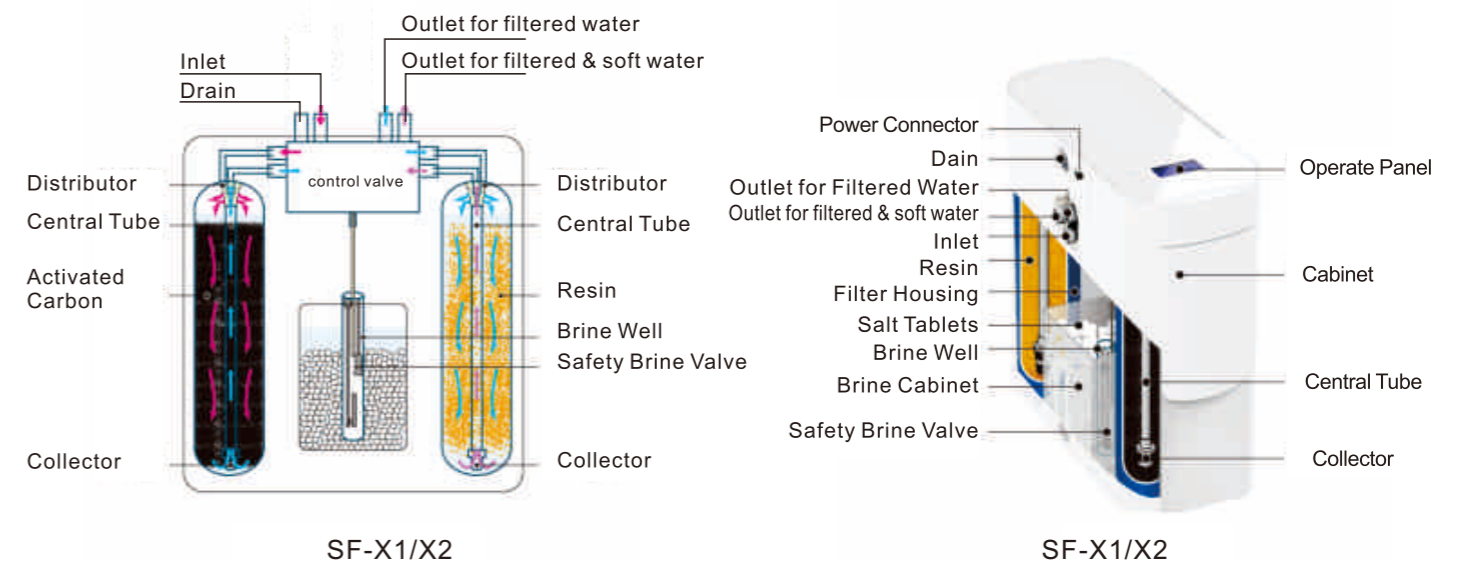 Outlet for filtered water
Inlet
Outlet for filtered & soft water
Drain
control valve
Distributor
Central Tube
Activated
Carbon
Collector
Distributor
Central Tube
Resin
Brine Well
Safety Brine Valve
Collector
SF-X1/X2
Power Connector
Dain
Outlet for Filtered Water
Outlet for filtered & soft water
Inlet
Resin
Filter Housing
Salt Tablets
Brine Well
Brine Cabinet
Safety Brine Valve
Operate Panel
Cabinet
Central Tube
Collector
SF-X1/X2